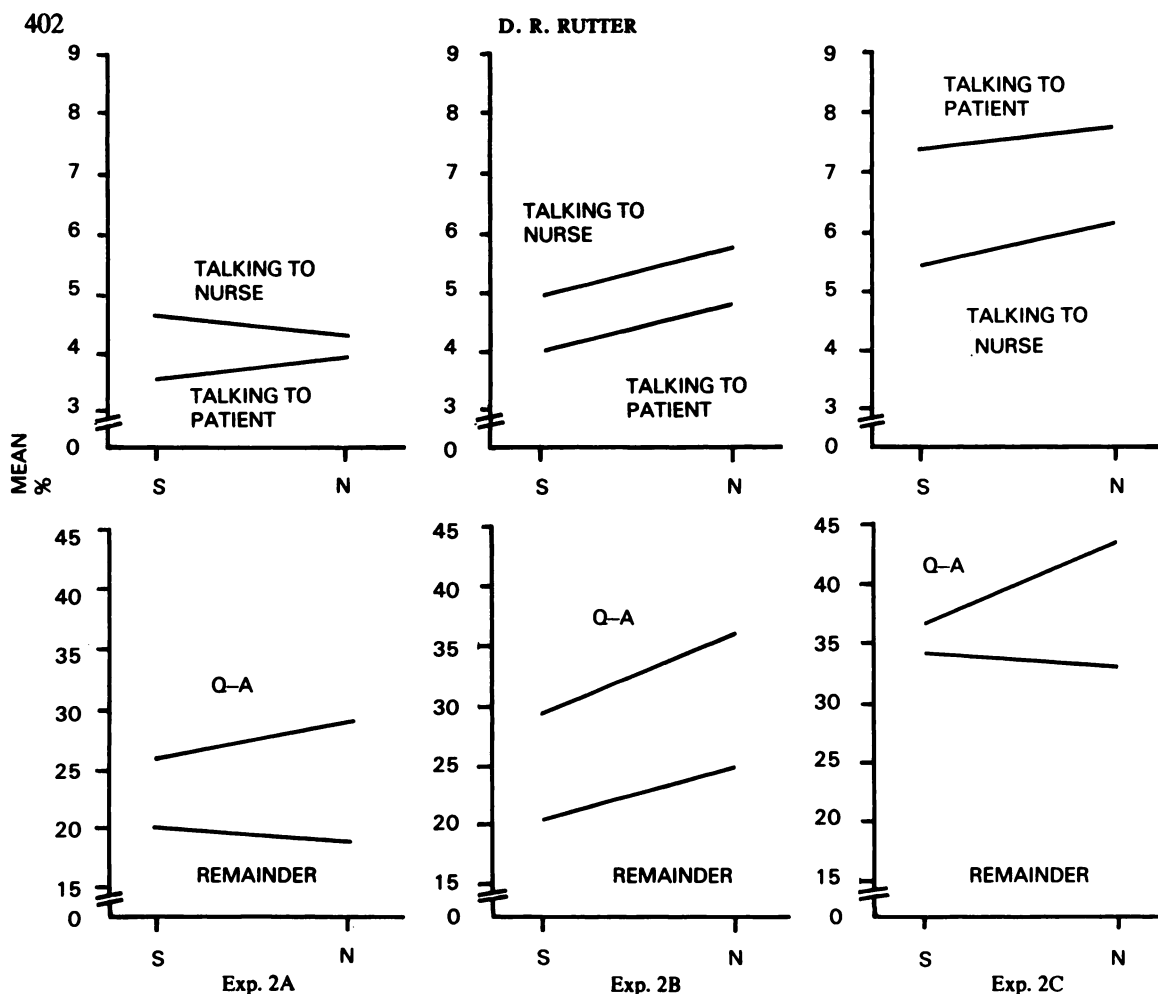 402
D. R. RUTTER
9
8
7
6
5
4
3
0
TALKING TO
NURSE
TALKING TO
PATIENT
S
N
9
8
7
6
5
4
3
0
TALKING TO
NURSE
TALKING TO
PATIENT
S
N
9
8
7
6
5
4
3
0
TALKING TO
PATIENT
TALKING TO
NURSE
S
N
MEAN
%
45
40
35
30
25
20
15
0
Q–A
REMAINDER
S
N
Exp. 2A
45
40
35
30
25
20
15
0
Q–A
REMAINDER
S
N
Exp. 2B
45
40
35
30
25
20
15
0
Q–A
REMAINDER
S
N
Exp. 2C